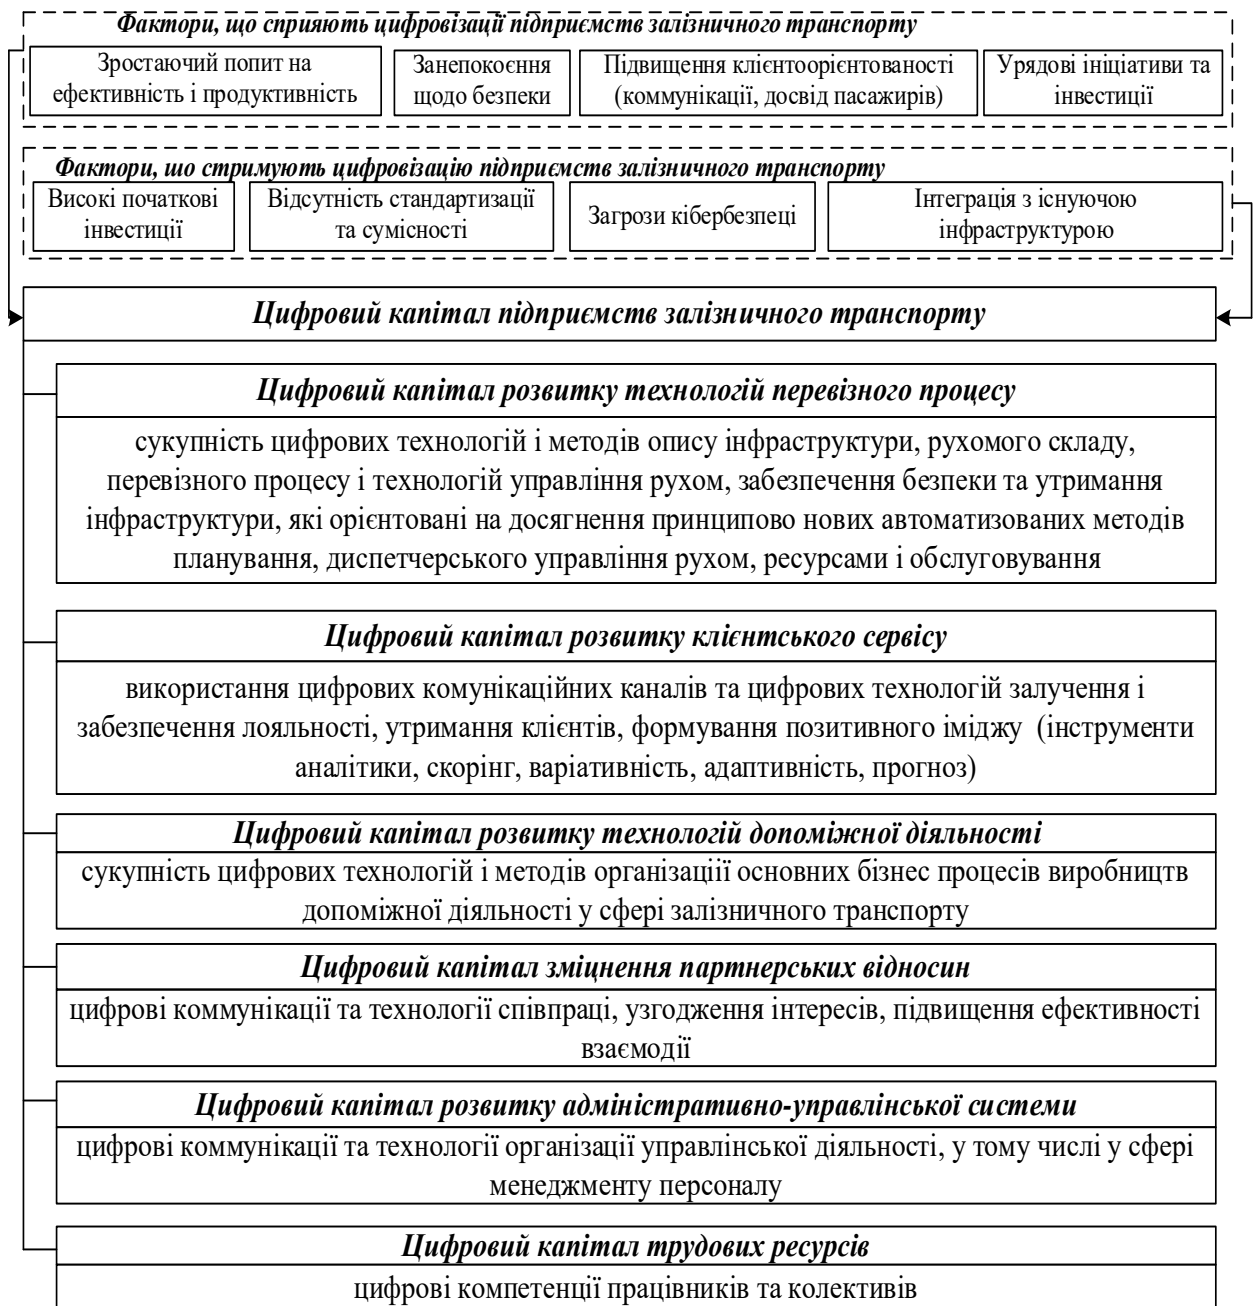 Фактори, що сприяють цифровізації підприємств залізничного транспорту
Зростаючий попит на
ефективність і продуктивність
Занепокоєння
щодо безпеки
Підвищення клієнтоорієнтованості
(коммунікації, досвід пасажирів)
Урядові ініціативи та
інвестиції
Фактори, що стримують цифровізацію підприємств залізничного транспорту
Високі початкові
інвестиції
Відсутність стандартизації
та сумісності
Загрози кібербезпеці
Інтеграція з існуючою
інфраструктурою
Цифровий капітал підприємств залізничного транспорту
Цифровий капітал розвитку технологій перевізного процесу
сукупність цифрових технологій і методів опису інфраструктури, рухомого складу,
перевізного процесу і технологій управління рухом, забезпечення безпеки та утримання
інфраструктури, які орієнтовані на досягнення принципово нових автоматизованих методів
планування, диспетчерського управління рухом, ресурсами і обслуговування
Цифровий капітал розвитку клієнтського сервісу
використання цифрових комунікаційних каналів та цифрових технологій залучення і
забезпечення лояльності, утримання клієнтів, формування позитивного іміджу (інструменти
аналітики, скорінг, варіативність, адаптивність, прогноз)
Цифровий капітал розвитку технологій допоміжної діяльності
сукупність цифрових технологій і методів організаціії основних бізнес процесів виробництв
допоміжної діяльності у сфері залізничного транспорту
Цифровий капітал зміцнення партнерських відносин
цифрові коммунікації та технології співпраці, узгодження інтересів, підвищення ефективності
взаємодії
Цифровий капітал розвитку адміністративно-управлінської системи
цифрові коммунікації та технології організації управлінської діяльності, у тому числі у сфері
менеджменту персоналу
Цифровий капітал трудових ресурсів
цифрові компетенції працівників та колективів